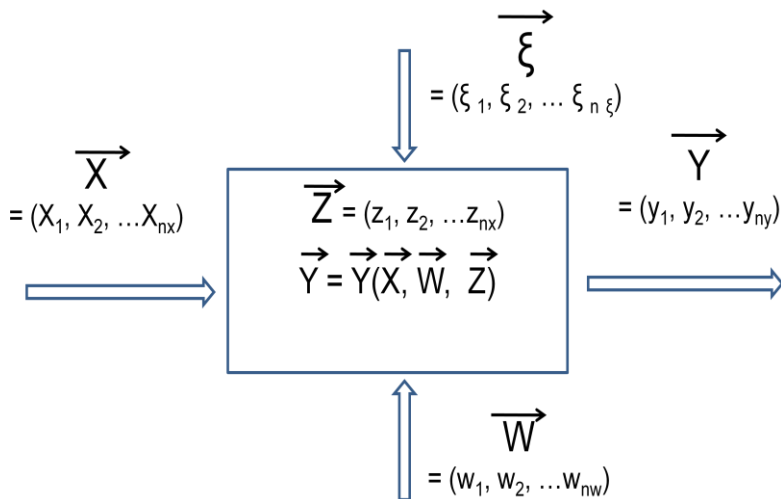 ξ
= (ξ 1, ξ 2, … ξ n ξ)
X
= (X1, X2, …Xnx)
Z = (z1, z2, …znx)
Y = Y(X, W, Z)
Y
= (y1, y2, …yny)
W
= (w1, w2, …wnw)